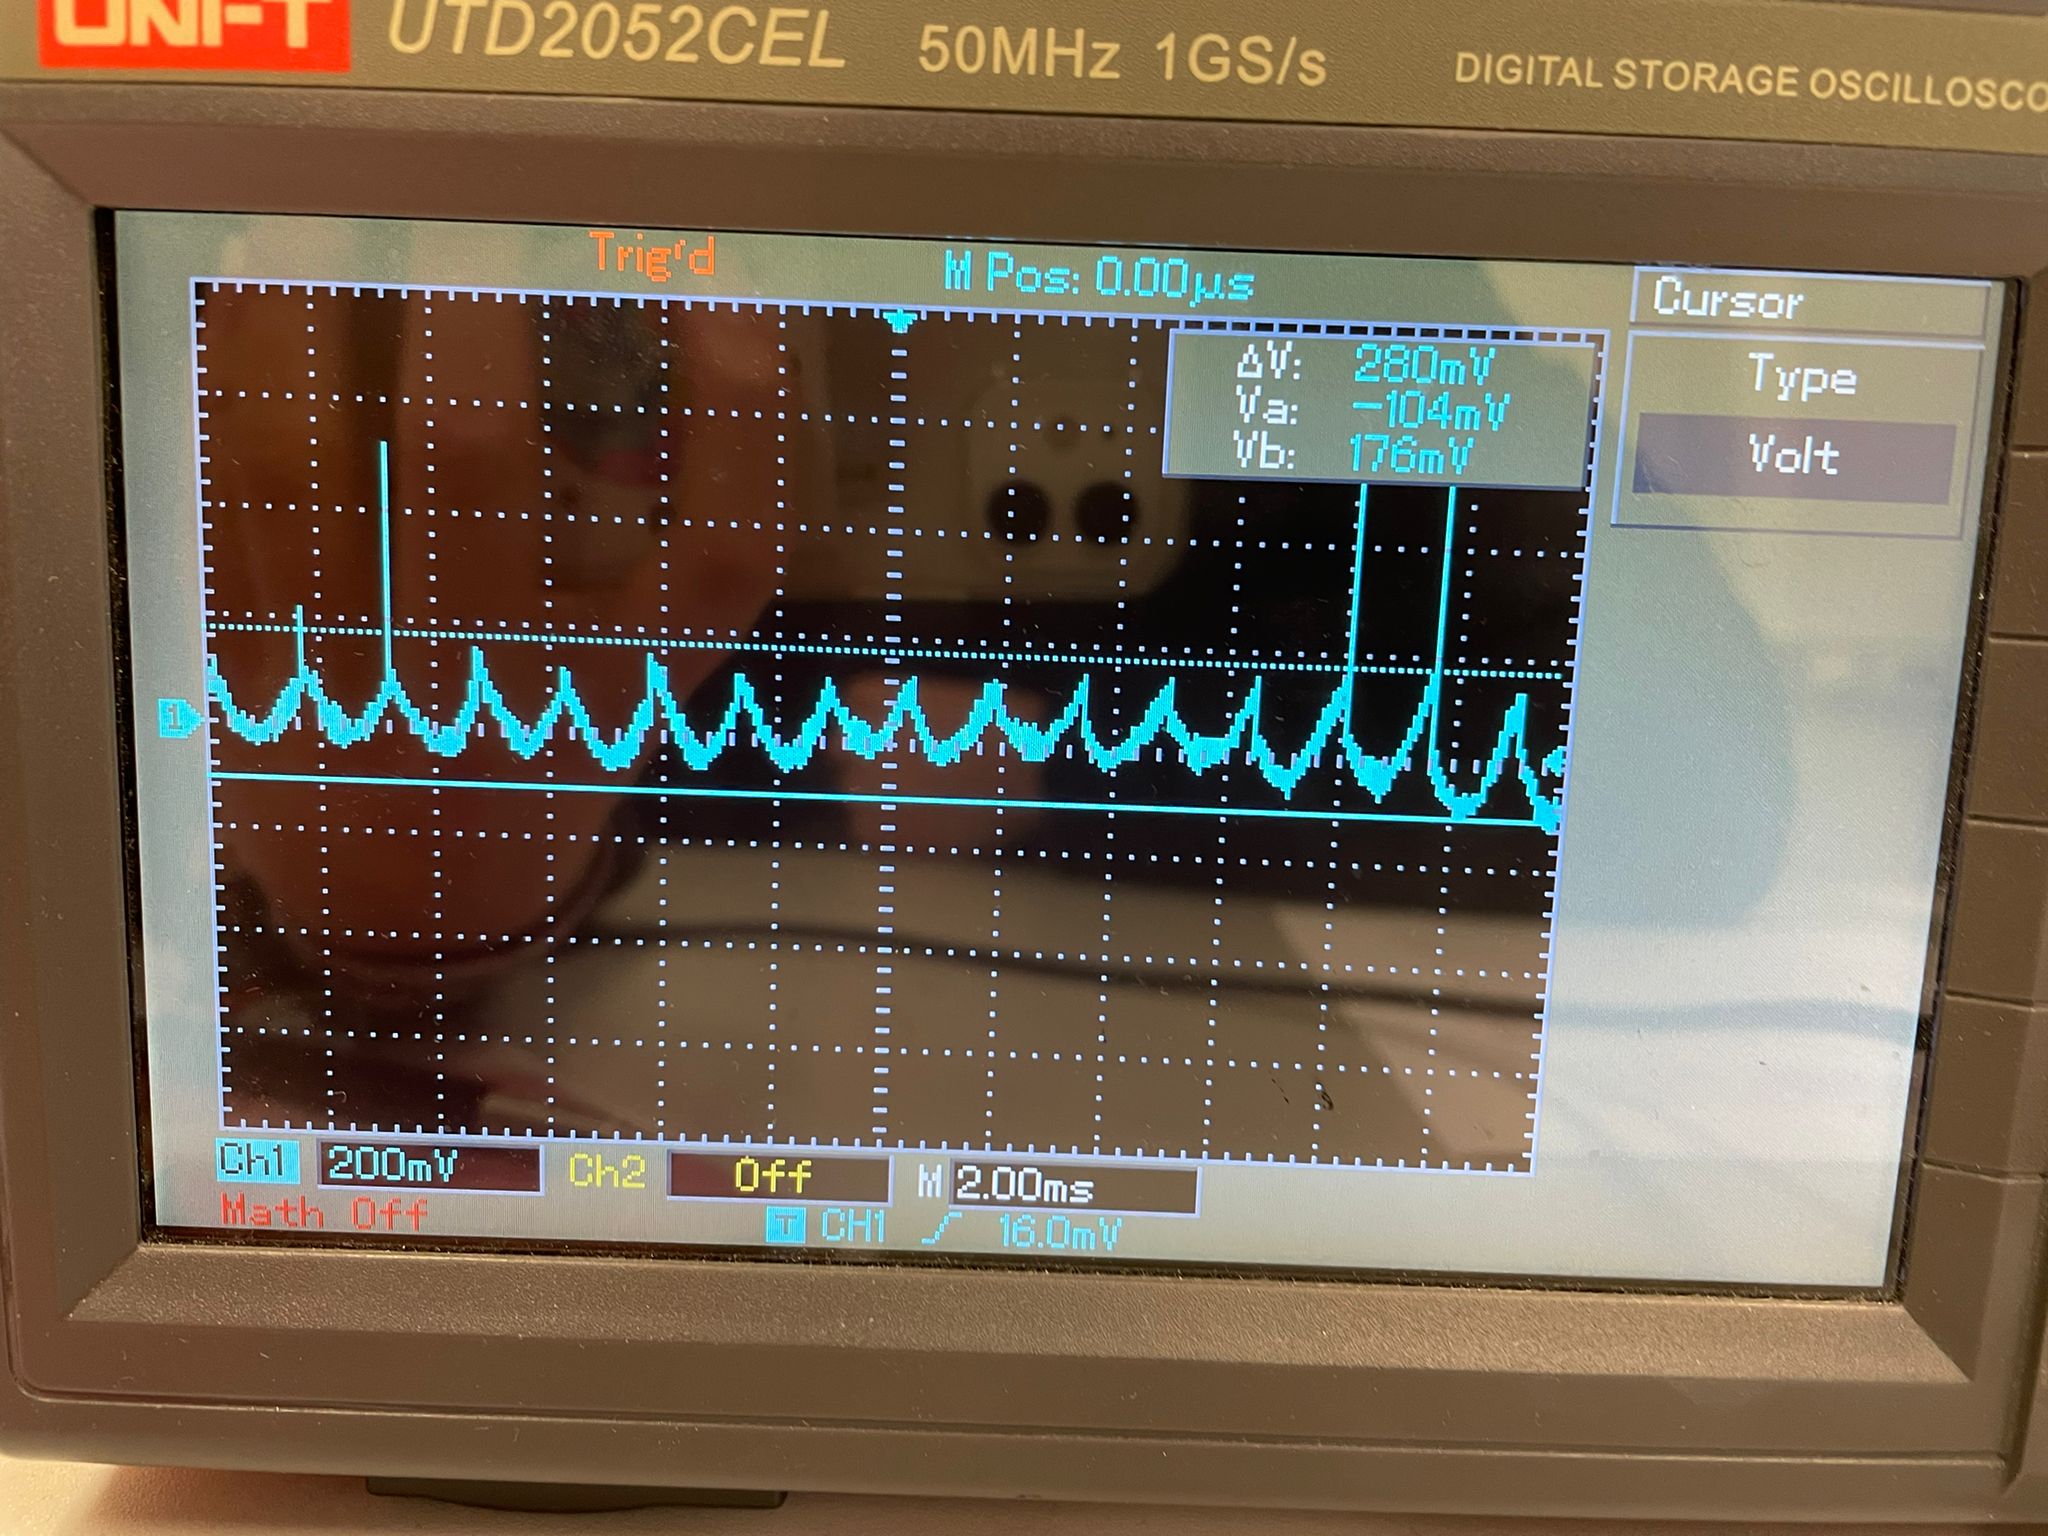 UNI-T UTD2052CEL 50MHz 1GS/s DIGITAL STORAGE OSCILLOSCO
Trig'd M Pos: 0.00µs
Cursor
ΔV: 280mV
Va: -104mV
Vb: 176mV
Type
Volt
1
Ch1 200mV Ch2 Off M 2.00ms
Math Off T CH1 16.0mV